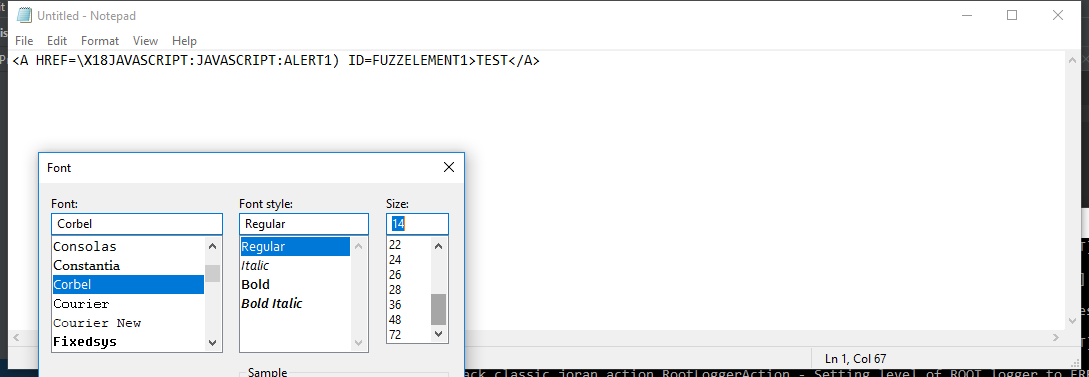 Untitled - Notepad
File Edit Format View Help
<A HREF=\X18JAVASCRIPT:JAVASCRIPT:ALERT1) ID=FUZZELEMENT1>TEST</A>
Font
Font: Font style: Size:
Corbel Regular 14
Consolas Regular 22
Constantia Italic 24
Corbel Bold 26
Courier Bold Italic 28
Courier New 36
Fixedsys 48
72
Ln 1, Col 67
Sample
ack classic joran action RootLoggerAction - Setting level of ROOT logger to ERR